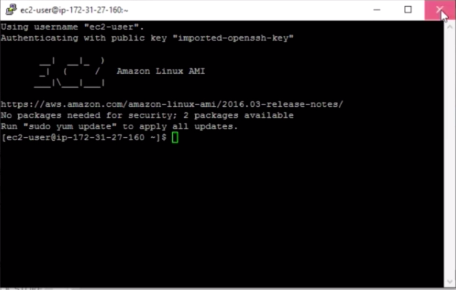 ec2-user@ip-172-31-27-160:~
Using username "ec2-user".
Authenticating with public key "imported-openssh-key"
       __|  __|_  )
       _|  (     /   Amazon Linux AMI
      ___|\___|___|
https://aws.amazon.com/amazon-linux-ami/2016.03-release-notes/
No packages needed for security; 2 packages available
Run "sudo yum update" to apply all updates.
[ec2-user@ip-172-31-27-160 ~]$